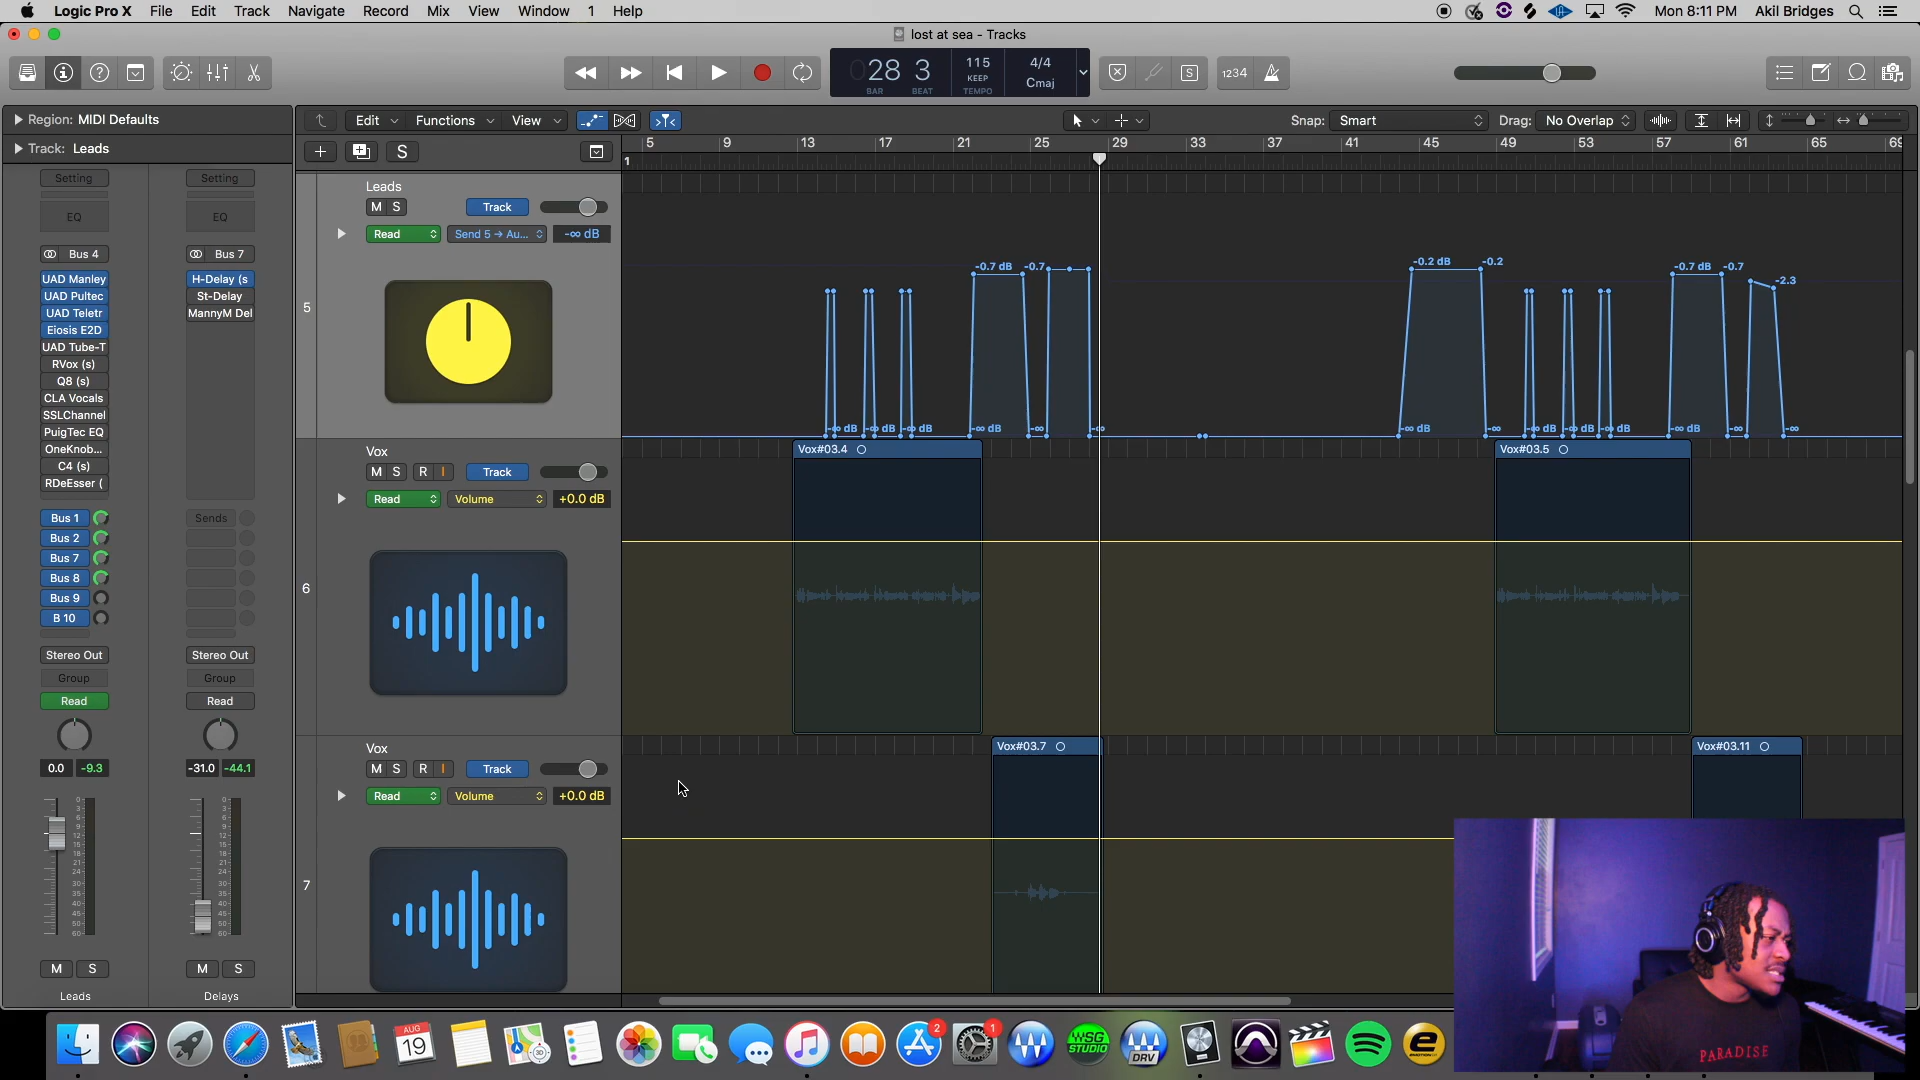 Logic Pro X File Edit Track Navigate Record Mix View Window 1 Help
Mon 8:11 PM Akil Bridges
lost at sea - Tracks
028 3 115 4/4
KEEP Cmaj
BAR BEAT TEMPO
S 1234
Region: MIDI Defaults
Track: Leads
Edit Functions View
Snap: Smart Drag: No Overlap
S
5 9 13 17 21 25 29 33 37 41 45 49 53 57 61 65 69
1
Setting Setting
EQ EQ
Bus 4 Bus 7
UAD Manley H-Delay (s
UAD Pultec St-Delay
UAD Teletr MannyM Del
Eiosis E2D
UAD Tube-T
RVox (s)
Q8 (s)
CLA Vocals
SSLChannel
PuigTec EQ
OneKnob...
C4 (s)
RDeEsser (
Bus 1 Sends
Bus 2
Bus 7
Bus 8
Bus 9
B 10
Stereo Out Stereo Out
Group Group
Read Read
0.0 -9.3 -31.0 -44.1
M S M S
Leads Delays
5
Leads
M S Track
Read Send 5 → Au... -∞ dB
-0.7 dB -0.7 -0.2 dB -0.2 -0.7 dB -0.7 -2.3
-∞ dB -∞ dB -∞ dB -∞ dB -∞ -∞ -∞ dB -∞ -∞ dB -∞ dB -∞ dB -∞ dB -∞ -∞
6
Vox
M S R I Track
Read Volume +0.0 dB
Vox#03.4 Vox#03.5
7
Vox
M S R I Track
Read Volume +0.0 dB
Vox#03.7 Vox#03.11
PARADISE
AUG
19
3D
2
1
WSG
STUDIO
DRV
e